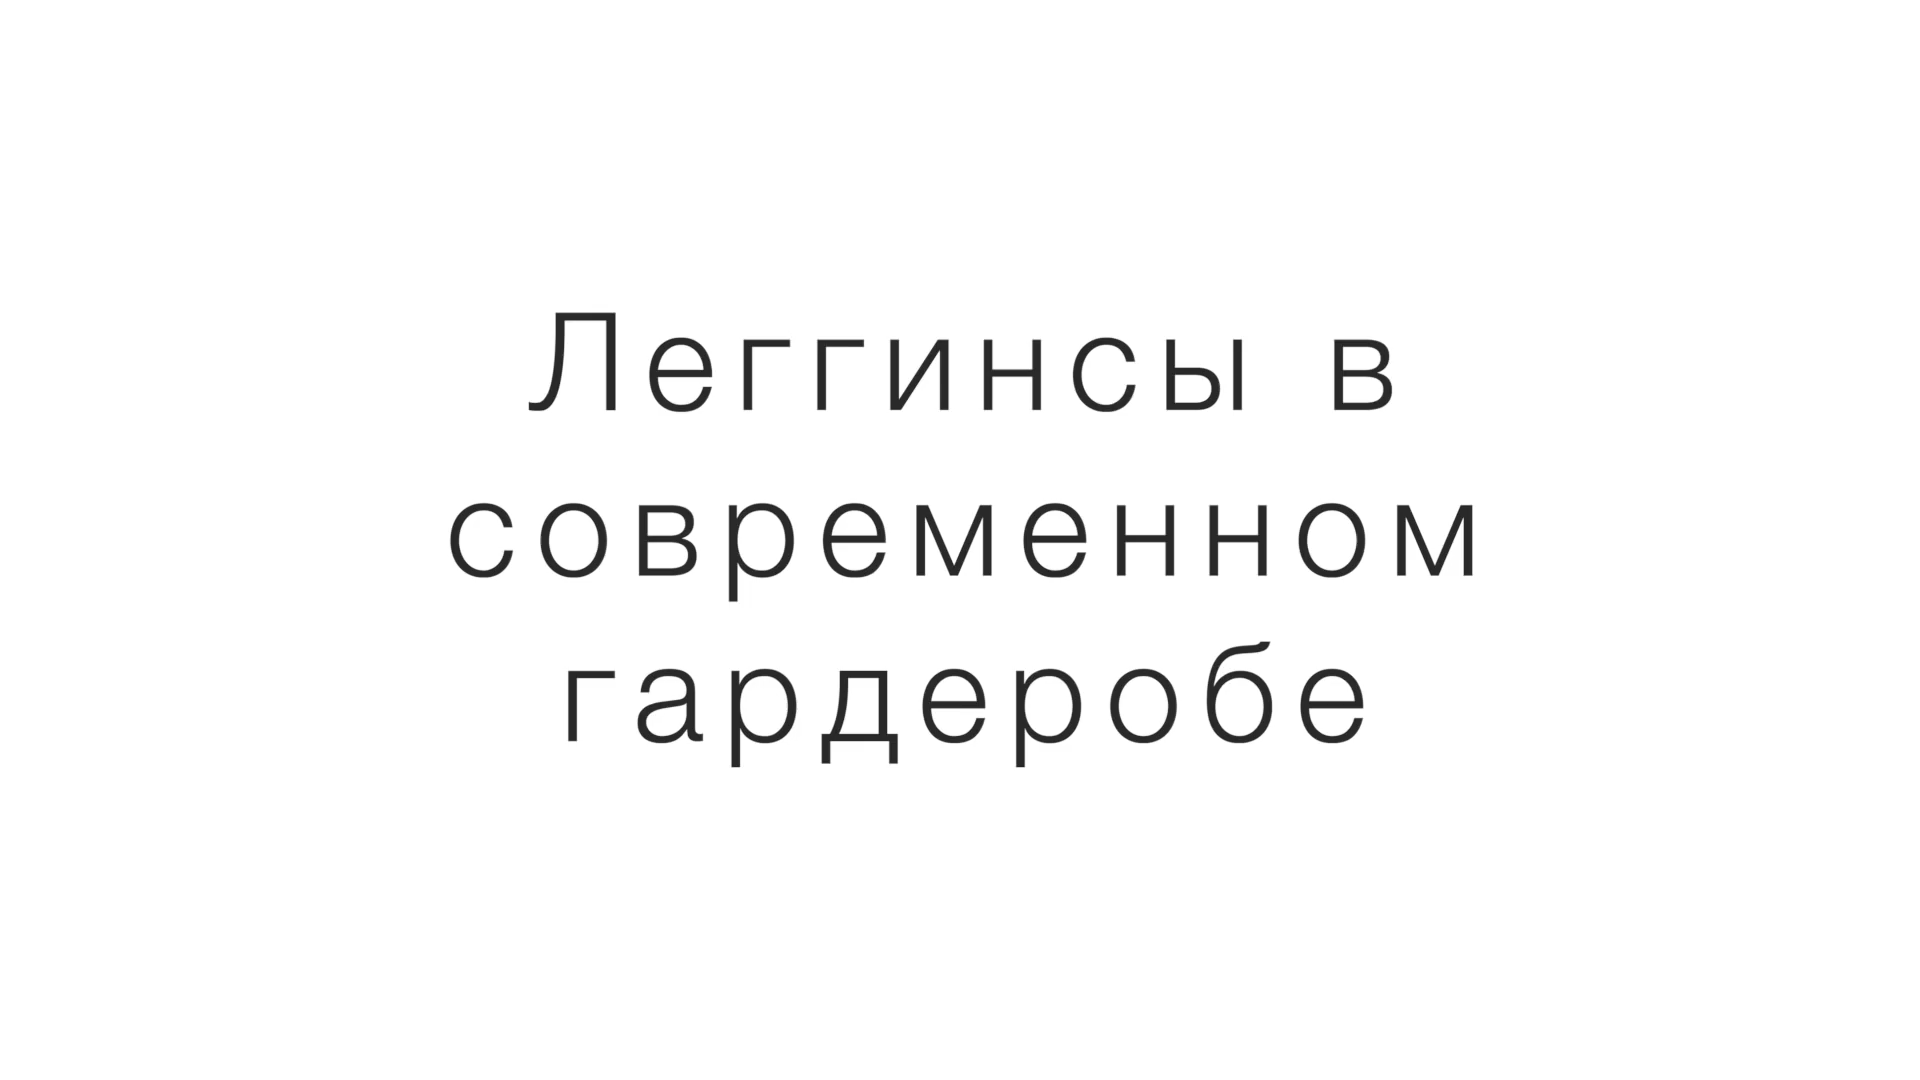 Леггинсы в
современном
гардеробе